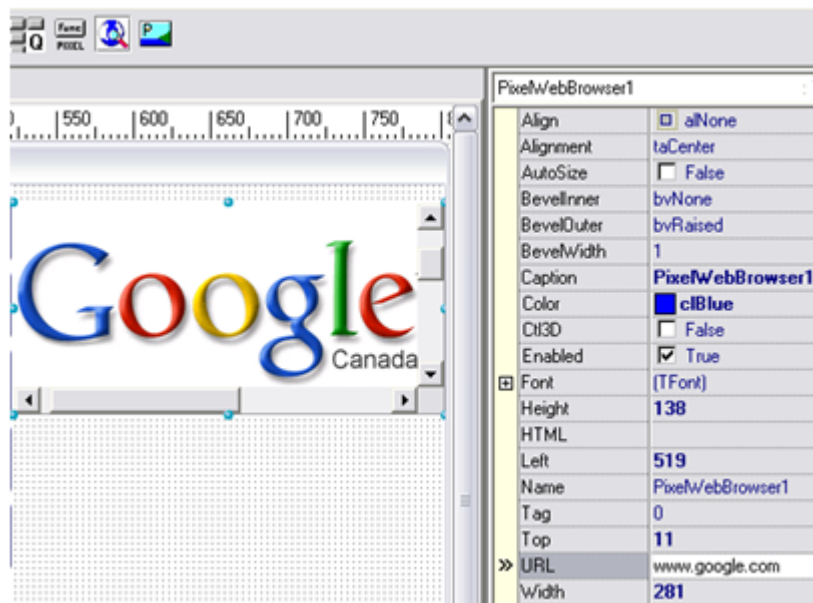 Q
func
PIXEL
P
550 600 650 700 750
Google
Canada
PixelWebBrowser1
Align alNone
Alignment taCenter
AutoSize False
BevelInner bvNone
BevelOuter bvRaised
BevelWidth 1
Caption PixelWebBrowser1
Color clBlue
Ctl3D False
Enabled True
Font (TFont)
Height 138
HTML
Left 519
Name PixelWebBrowser1
Tag 0
Top 11
URL www.google.com
Width 281